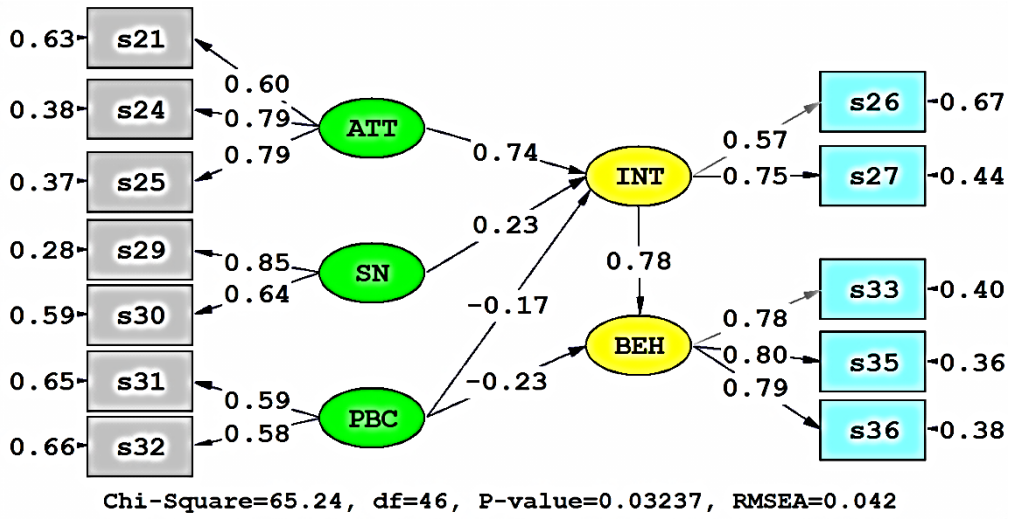 0.63 s21
0.60
0.38 s24 0.79 ATT s26 0.67
0.79 0.74 0.57
0.37 s25 INT 0.75 s27 0.44
0.23
0.28 s29 0.85 SN 0.78
0.64 s33 0.40
0.59 s30 -0.17 0.78
BEH 0.80 s35 0.36
0.65 s31 -0.23 0.79
0.59
0.58 PBC s36 0.38
0.66 s32
Chi-Square=65.24, df=46, P-value=0.03237, RMSEA=0.042